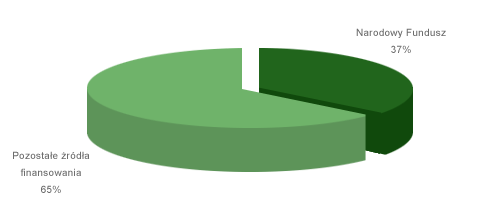 Narodowy Fundusz
37%
Pozostałe źródła
finansowania
65%